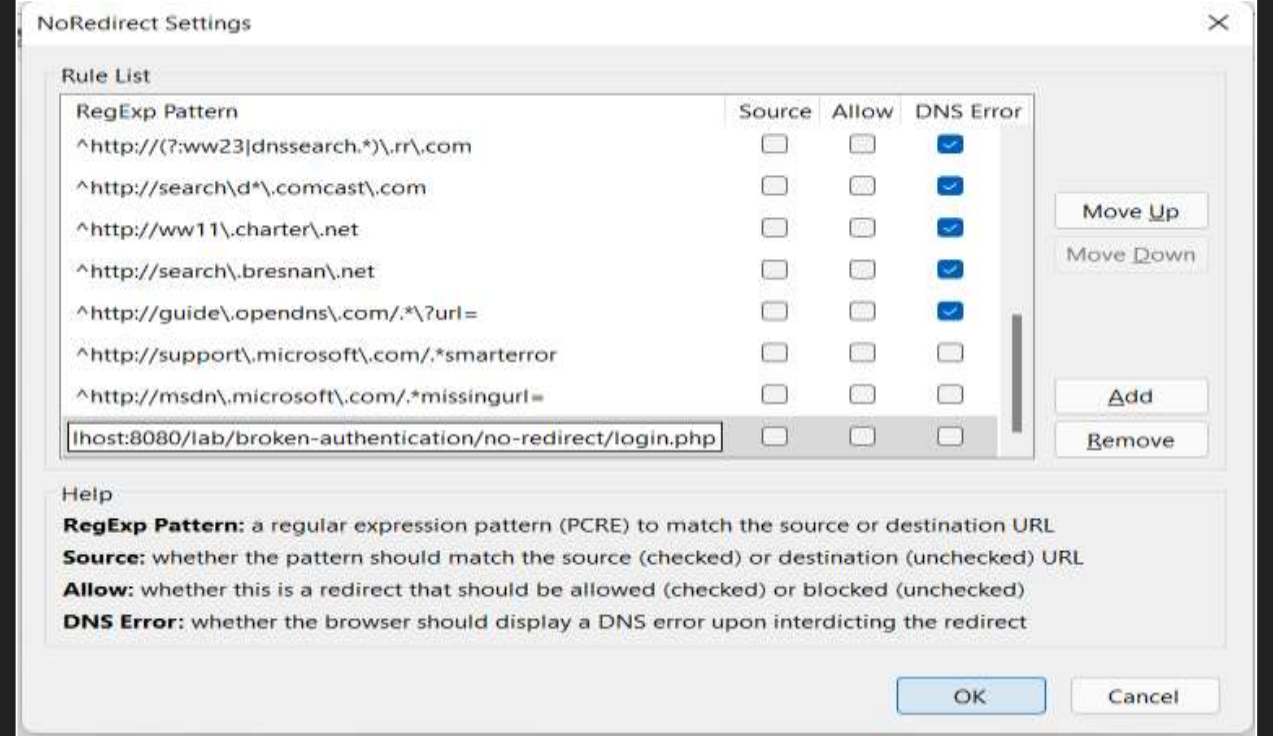 NoRedirect Settings
Rule List
RegExp Pattern Source Allow DNS Error
^http://(?:ww23|dnssearch.*)\.rr\.com
^http://search\d*\.comcast\.com
^http://ww11\.charter\.net
^http://search\.bresnan\.net
^http://guide\.opendns\.com/.*\?url=
^http://support\.microsoft\.com/.*smarterror
^http://msdn\.microsoft\.com/.*missingurl=
lhost:8080/lab/broken-authentication/no-redirect/login.php
Move Up
Move Down
Add
Remove
Help
RegExp Pattern: a regular expression pattern (PCRE) to match the source or destination URL
Source: whether the pattern should match the source (checked) or destination (unchecked) URL
Allow: whether this is a redirect that should be allowed (checked) or blocked (unchecked)
DNS Error: whether the browser should display a DNS error upon interdicting the redirect
OK Cancel